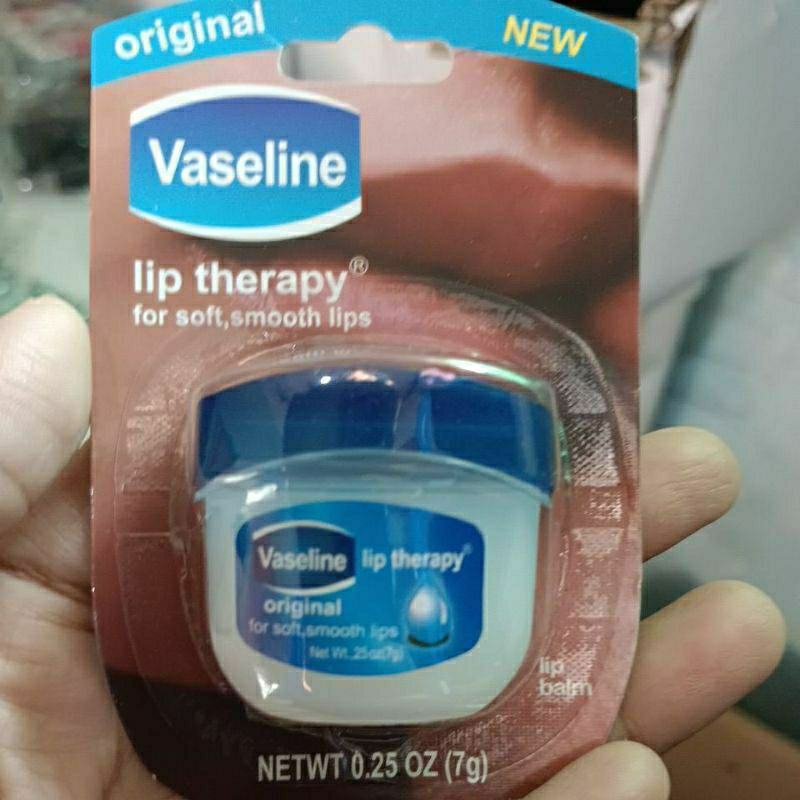 original
NEW
Vaseline
lip therapy®
for soft,smooth lips
Vaseline lip therapy®
original
for soft,smooth lips
Net Wt. .25oz(7g)
lip
balm
NETWT 0.25 OZ (7g)